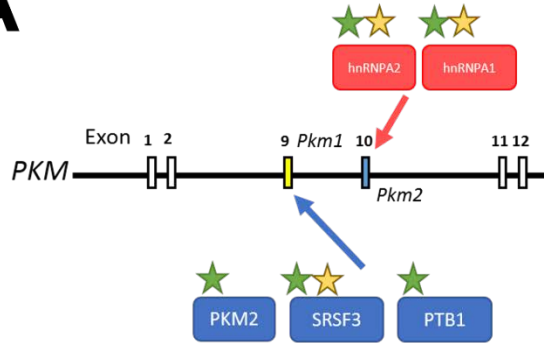 A
hnRNPA2 hnRNPA1
Exon 1 2 9 Pkm1 10 11 12
PKM
Pkm2
PKM2 SRSF3 PTB1